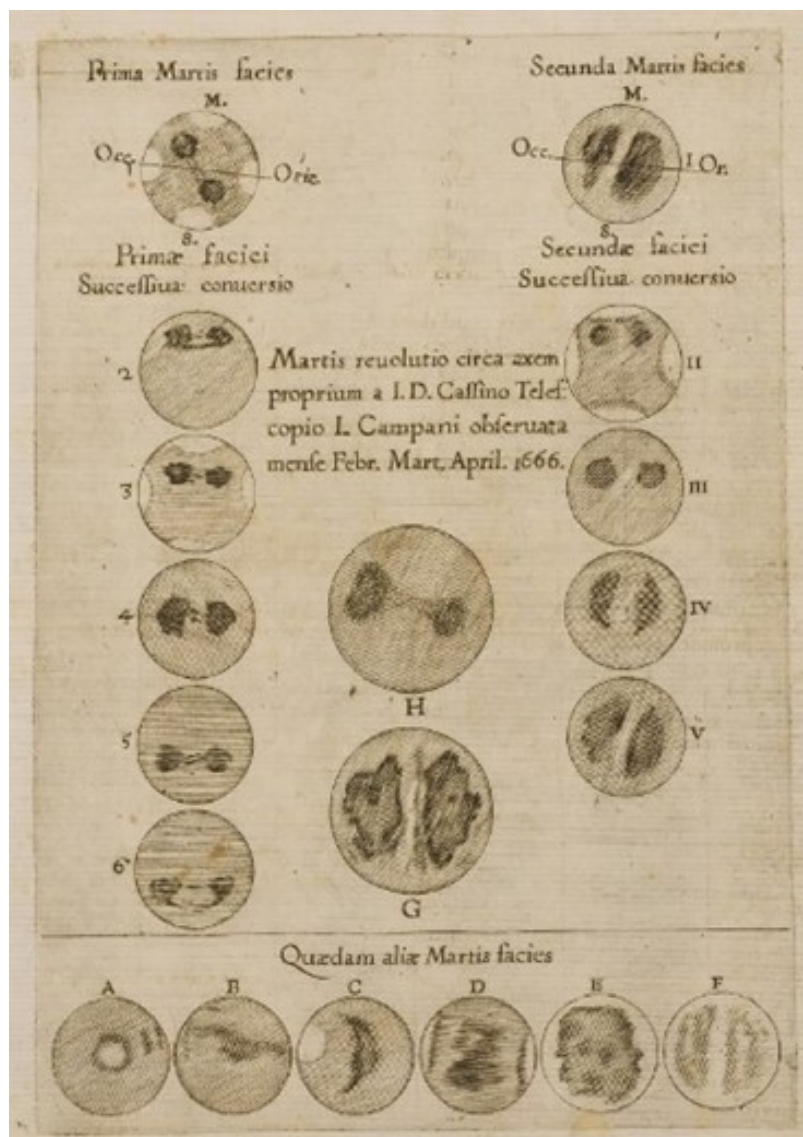 Prima Martis facies
M.
Occ.
1
Orie.
S.
Primæ faciei
Successiua conuersio
2
3
4
5
6
Secunda Martis facies
M.
Occ.
I
Or.
S.
Secundæ faciei
Successiua conuersio
II
III
IV
V
Martis reuolutio circa axem
proprium a I. D. Cassino Teles
copio I. Campani obseruata
mense Febr. Mart. April. 1666.
H
G
Quædam aliæ Martis facies
A B C D E F